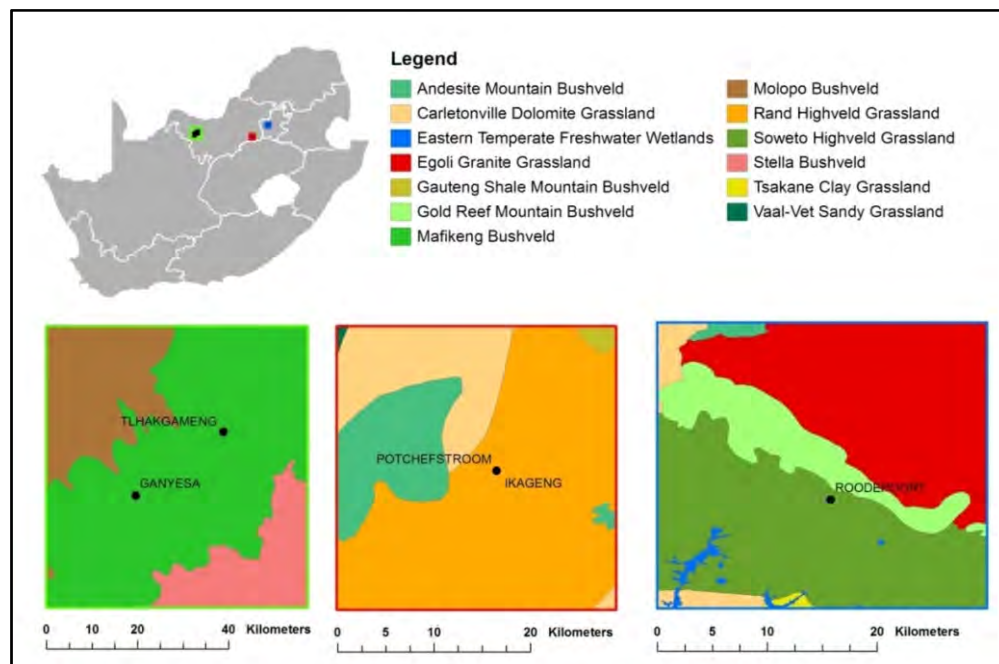 Legend
Andesite Mountain Bushveld
Carletonville Dolomite Grassland
Eastern Temperate Freshwater Wetlands
Egoli Granite Grassland
Gauteng Shale Mountain Bushveld
Gold Reef Mountain Bushveld
Mafikeng Bushveld
Molopo Bushveld
Rand Highveld Grassland
Soweto Highveld Grassland
Stella Bushveld
Tsakane Clay Grassland
Vaal-Vet Sandy Grassland
TLHAKGAMENG
GANYESA
POTCHEFSTROOM
IKAGENG
ROODEPOORT
0 10 20 40 Kilometers
0 5 10 20 Kilometers
0 5 10 20 Kilometers